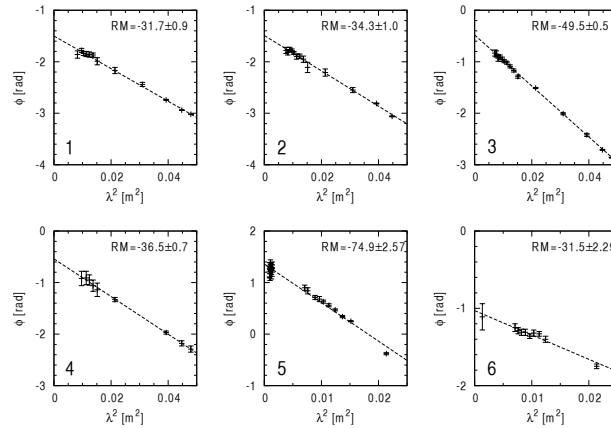 -1
RM=-31.7±0.9
-2
ϕ [rad]
-3
1
-4
0 0.02 0.04
λ² [m²]
-1
RM=-34.3±1.0
-2
ϕ [rad]
-3
2
-4
0 0.02 0.04
λ² [m²]
0
RM=-49.5±0.5
-1
ϕ [rad]
-2
3
-3
0 0.02 0.04
λ² [m²]
0
RM=-36.5±0.7
-1
ϕ [rad]
-2
4
-3
0 0.02 0.04
λ² [m²]
2
RM=-74.9±2.57
1
ϕ [rad]
0
5
-1
0 0.02
λ² [m²]
0
RM=-31.5±2.29
ϕ [rad]
-1
6
-2
0 0.02
λ² [m²]